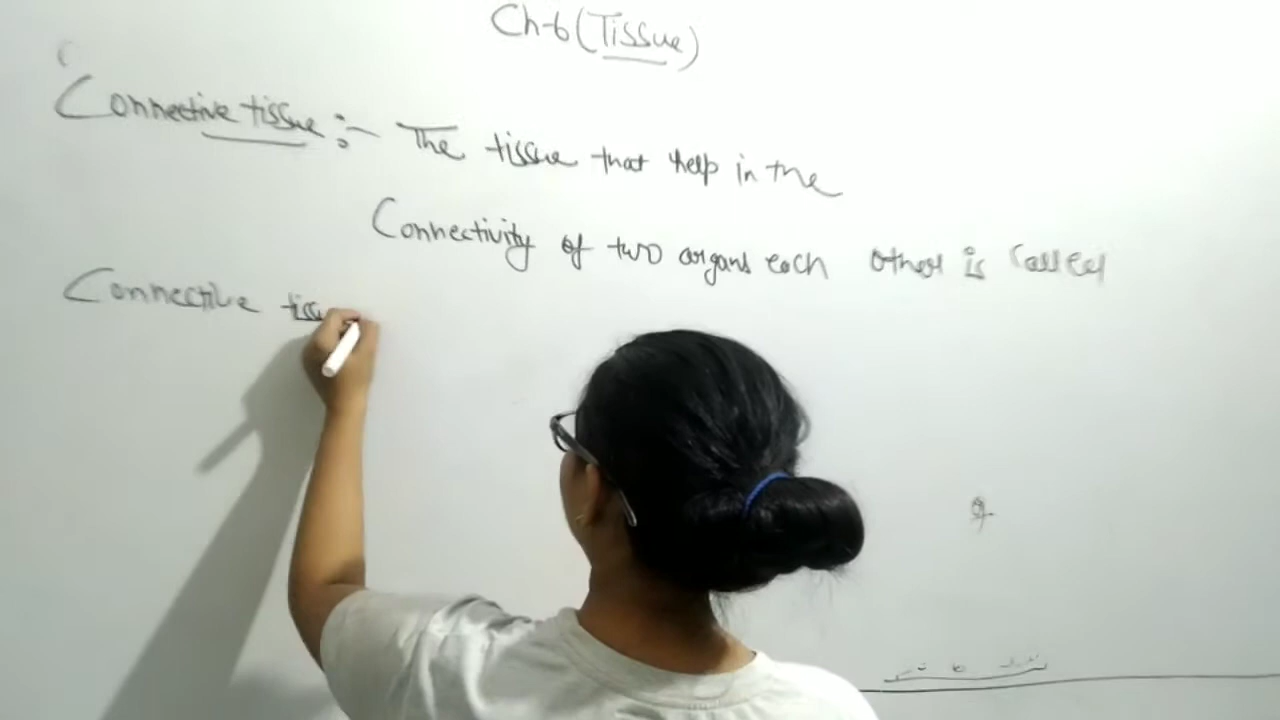 Ch-6 (Tissue)
Connective tissue :- The tissue that help in the
Connectivity of two organs each other is called
Connective tissu